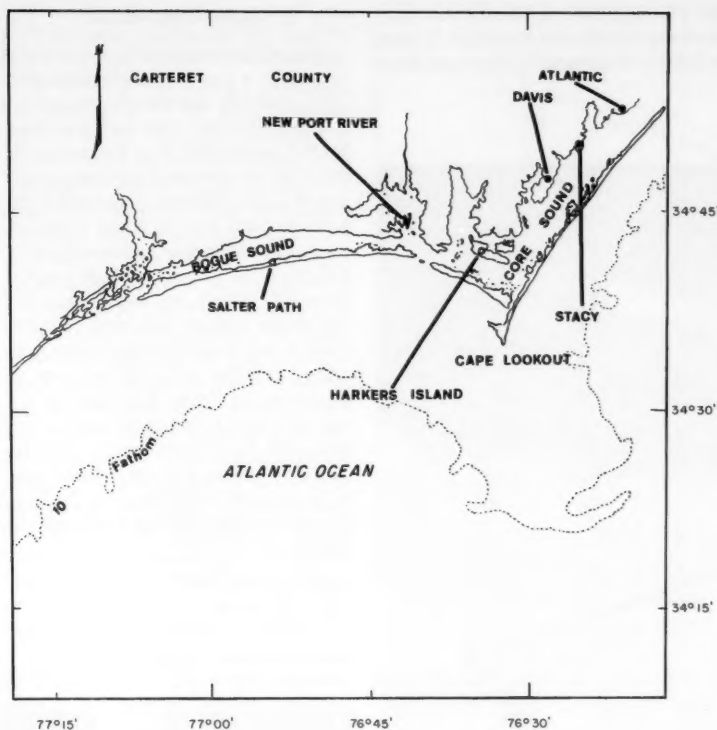 CARTERET COUNTY
ATLANTIC
DAVIS
NEW PORT RIVER
34°45'
CORE SOUND
BOGUE SOUND
SALTER PATH
STACY
CAPE LOOKOUT
HARKERS ISLAND
34°30'
10 Fathom
ATLANTIC OCEAN
34°15'
77°15' 77°00' 76°45' 76°30'